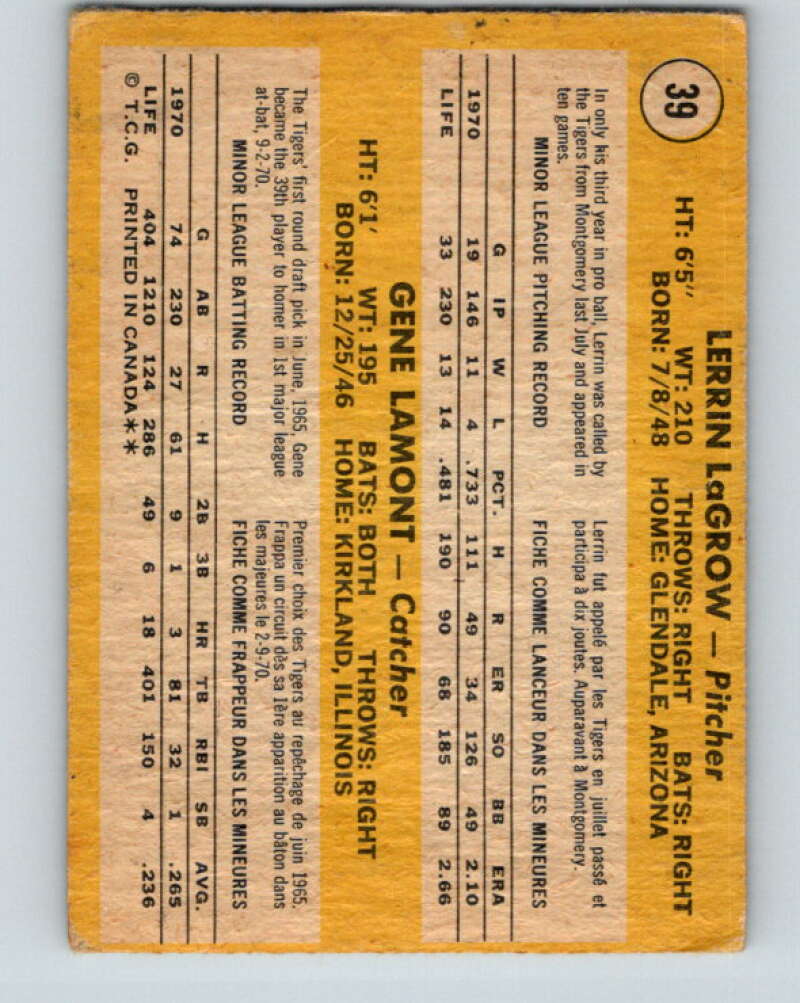 39
LERRIN LaGROW — Pitcher
HT: 6'5" WT: 210 THROWS: RIGHT BATS: RIGHT
BORN: 7/8/48 HOME: GLENDALE, ARIZONA
In only his third year in pro ball, Lerrin was called by
the Tigers from Montgomery last July and appeared in
ten games.
Lerrin fut appelé par les Tigers en juillet passé et
participa à dix joutes. Auparavant à Montgomery.
MINOR LEAGUE PITCHING RECORD FICHE COMME LANCEUR DANS LES MINEURES
G IP W L PCT. H R ER SO BB ERA
1970 19 146 11 4 .733 111 49 34 126 49 2.10
LIFE 33 230 13 14 .481 190 90 68 185 89 2.66
GENE LAMONT — Catcher
HT: 6'1' WT: 195 BATS: BOTH THROWS: RIGHT
BORN: 12/25/46 HOME: KIRKLAND, ILLINOIS
The Tigers' first round draft pick in June, 1965, Gene
became the 39th player to homer in 1st major league
at-bat, 9-2-70.
Premier choix des Tigers au repêchage de juin 1965.
Frappa un circuit dès sa 1ère apparition au bâton dans
les majeures le 2-9-70.
MINOR LEAGUE BATTING RECORD FICHE COMME FRAPPEUR DANS LES MINEURES
G AB R H 2B 3B HR TB RBI SB AVG.
1970 74 230 27 61 9 1 3 81 32 1 .265
LIFE 404 1210 124 286 49 6 18 401 150 4 .236
© T.C.G. PRINTED IN CANADA**